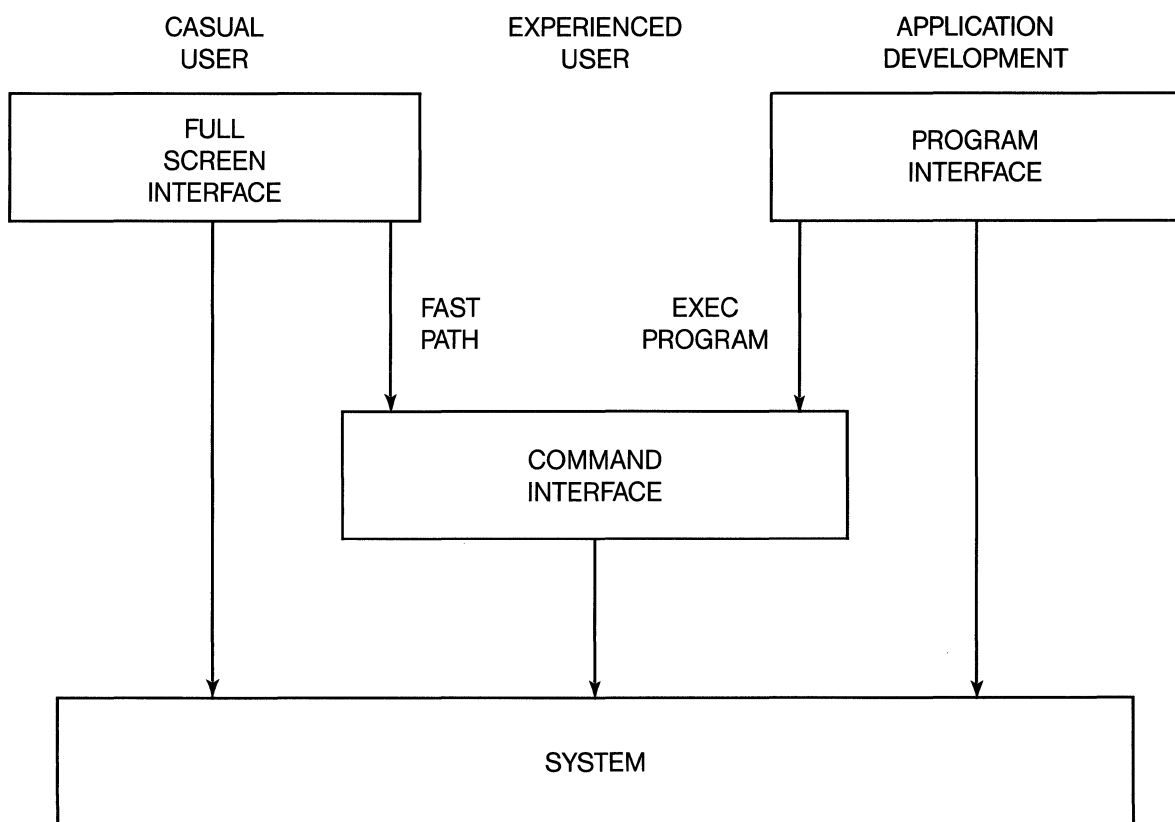 CASUAL
USER
EXPERIENCED
USER
APPLICATION
DEVELOPMENT
FULL
SCREEN
INTERFACE
PROGRAM
INTERFACE
FAST
PATH
EXEC
PROGRAM
COMMAND
INTERFACE
SYSTEM